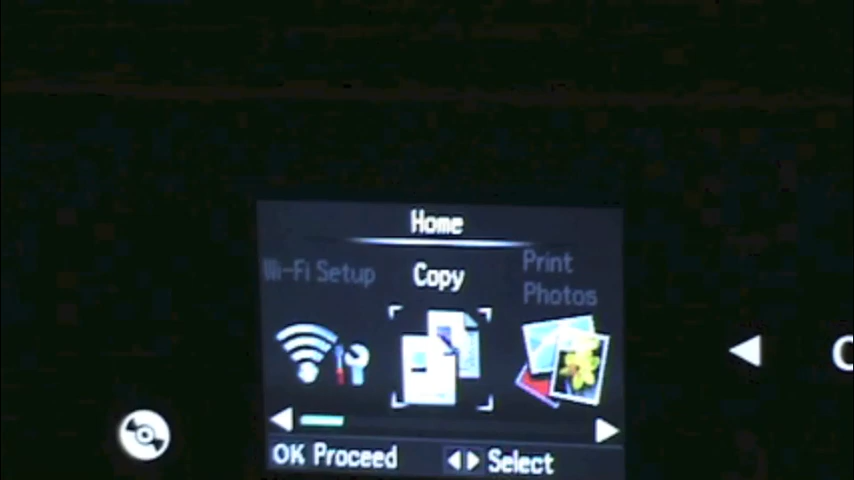 Home
Wi-Fi Setup
Copy
Print
Photos
OK Proceed
Select